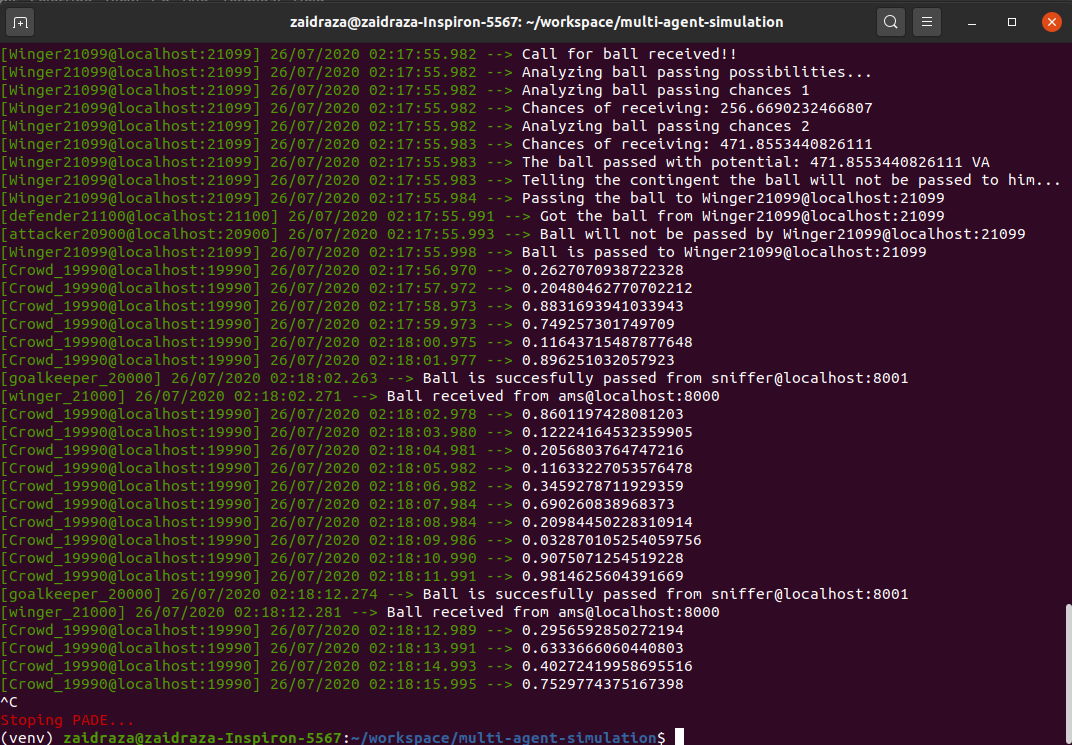 zaidraza@zaidraza-Inspiron-5567: ~/workspace/multi-agent-simulation
[Winger21099@localhost:21099] 26/07/2020 02:17:55.982 --> Call for ball received!!
[Winger21099@localhost:21099] 26/07/2020 02:17:55.982 --> Analyzing ball passing possibilities...
[Winger21099@localhost:21099] 26/07/2020 02:17:55.982 --> Analyzing ball passing chances 1
[Winger21099@localhost:21099] 26/07/2020 02:17:55.982 --> Chances of receiving: 256.6690232466807
[Winger21099@localhost:21099] 26/07/2020 02:17:55.982 --> Analyzing ball passing chances 2
[Winger21099@localhost:21099] 26/07/2020 02:17:55.983 --> Chances of receiving: 471.8553440826111
[Winger21099@localhost:21099] 26/07/2020 02:17:55.983 --> The ball passed with potential: 471.8553440826111 VA
[Winger21099@localhost:21099] 26/07/2020 02:17:55.983 --> Telling the contingent the ball will not be passed to him...
[Winger21099@localhost:21099] 26/07/2020 02:17:55.984 --> Passing the ball to Winger21099@localhost:21099
[defender21100@localhost:21100] 26/07/2020 02:17:55.991 --> Got the ball from Winger21099@localhost:21099
[attacker20900@localhost:20900] 26/07/2020 02:17:55.993 --> Ball will not be passed by Winger21099@localhost:21099
[Winger21099@localhost:21099] 26/07/2020 02:17:55.998 --> Ball is passed to Winger21099@localhost:21099
[Crowd_19990@localhost:19990] 26/07/2020 02:17:56.970 --> 0.2627070938722328
[Crowd_19990@localhost:19990] 26/07/2020 02:17:57.972 --> 0.20480462770702212
[Crowd_19990@localhost:19990] 26/07/2020 02:17:58.973 --> 0.8831693941033943
[Crowd_19990@localhost:19990] 26/07/2020 02:17:59.973 --> 0.749257301749709
[Crowd_19990@localhost:19990] 26/07/2020 02:18:00.975 --> 0.11643715487877648
[Crowd_19990@localhost:19990] 26/07/2020 02:18:01.977 --> 0.896251032057923
[goalkeeper_20000] 26/07/2020 02:18:02.263 --> Ball is succesfully passed from sniffer@localhost:8001
[winger_21000] 26/07/2020 02:18:02.271 --> Ball received from ams@localhost:8000
[Crowd_19990@localhost:19990] 26/07/2020 02:18:02.978 --> 0.8601197428081203
[Crowd_19990@localhost:19990] 26/07/2020 02:18:03.980 --> 0.12224164532359905
[Crowd_19990@localhost:19990] 26/07/2020 02:18:04.981 --> 0.2056803764747216
[Crowd_19990@localhost:19990] 26/07/2020 02:18:05.982 --> 0.11633227053576478
[Crowd_19990@localhost:19990] 26/07/2020 02:18:06.982 --> 0.3459278711929359
[Crowd_19990@localhost:19990] 26/07/2020 02:18:07.984 --> 0.690260838968373
[Crowd_19990@localhost:19990] 26/07/2020 02:18:08.984 --> 0.20984450228310914
[Crowd_19990@localhost:19990] 26/07/2020 02:18:09.986 --> 0.032870105254059756
[Crowd_19990@localhost:19990] 26/07/2020 02:18:10.990 --> 0.9075071254519228
[Crowd_19990@localhost:19990] 26/07/2020 02:18:11.991 --> 0.9814625604391669
[goalkeeper_20000] 26/07/2020 02:18:12.274 --> Ball is succesfully passed from sniffer@localhost:8001
[winger_21000] 26/07/2020 02:18:12.281 --> Ball received from ams@localhost:8000
[Crowd_19990@localhost:19990] 26/07/2020 02:18:12.989 --> 0.2956592850272194
[Crowd_19990@localhost:19990] 26/07/2020 02:18:13.991 --> 0.6333666060440803
[Crowd_19990@localhost:19990] 26/07/2020 02:18:14.993 --> 0.40272419958695516
[Crowd_19990@localhost:19990] 26/07/2020 02:18:15.995 --> 0.7529774375167398
^C
Stoping PADE...
(venv) zaidraza@zaidraza-Inspiron-5567:~/workspace/multi-agent-simulation$